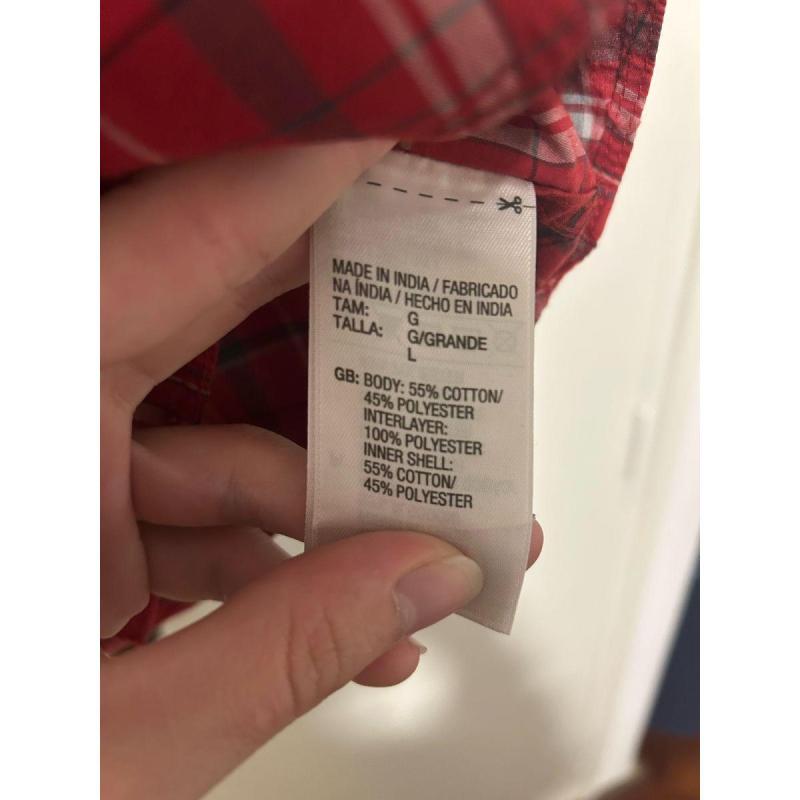 MADE IN INDIA / FABRICADO
NA ÍNDIA / HECHO EN INDIA
TAM: G
TALLA: G/GRANDE
L
GB: BODY: 55% COTTON/
45% POLYESTER
INTERLAYER:
100% POLYESTER
INNER SHELL:
55% COTTON/
45% POLYESTER